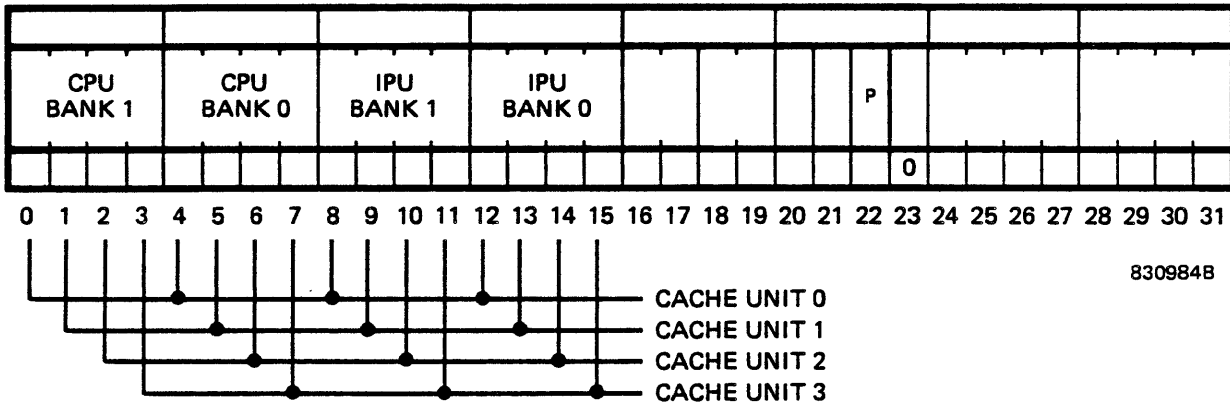 CPU BANK 1 CPU BANK 0 IPU BANK 1 IPU BANK 0 P
0
0 1 2 3 4 5 6 7 8 9 10 11 12 13 14 15 16 17 18 19 20 21 22 23 24 25 26 27 28 29 30 31
830984B
CACHE UNIT 0
CACHE UNIT 1
CACHE UNIT 2
CACHE UNIT 3